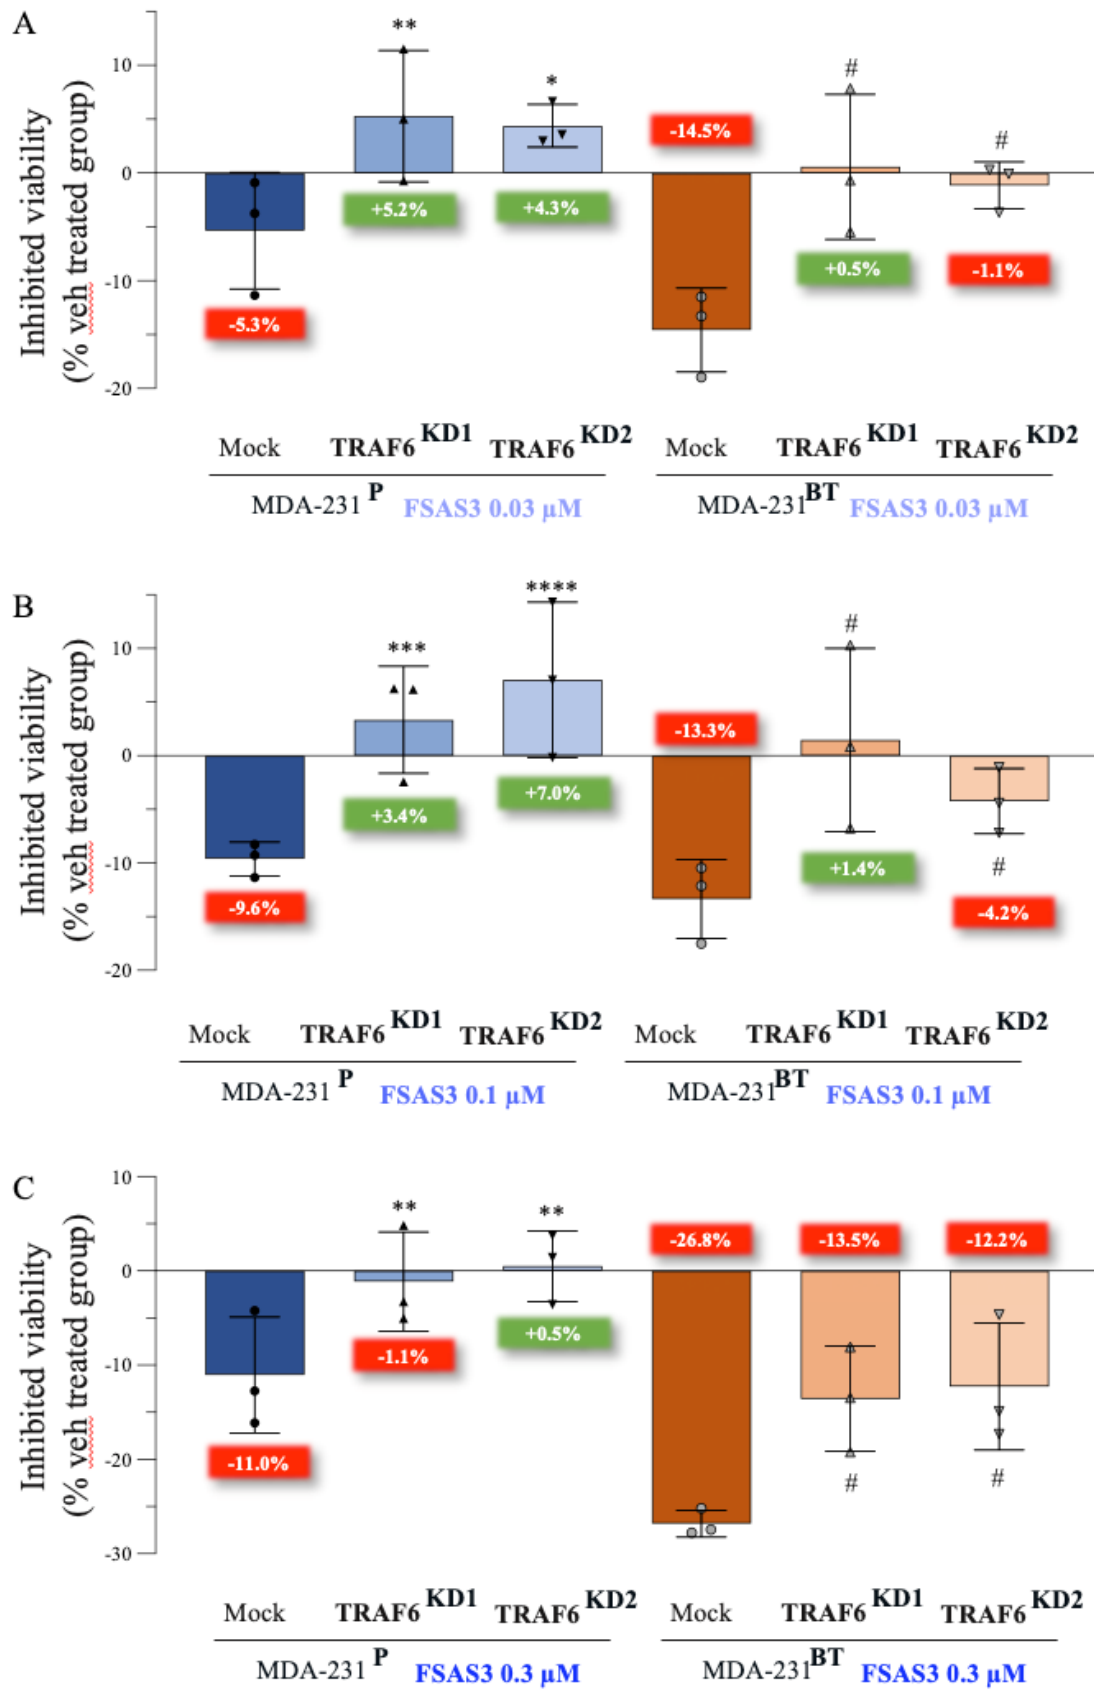 A
Inhibited viability
(% veh treated group)
10
0
-10
-20
** * # #
-14.5%
+5.2% +4.3%
+0.5% -1.1%
-5.3%
Mock TRAF6 KD1 TRAF6 KD2 Mock TRAF6 KD1 TRAF6 KD2
MDA-231 P FSAS3 0.03 µM MDA-231 BT FSAS3 0.03 µM
B
Inhibited viability
(% veh treated group)
10
0
-10
-20
*** **** # #
-13.3%
+3.4% +7.0%
+1.4%
-9.6% -4.2%
Mock TRAF6 KD1 TRAF6 KD2 Mock TRAF6 KD1 TRAF6 KD2
MDA-231 P FSAS3 0.1 µM MDA-231 BT FSAS3 0.1 µM
C
Inhibited viability
(% veh treated group)
10
0
-10
-20
-30
** **
-26.8% -13.5% -12.2%
-1.1% +0.5%
-11.0%
# #
Mock TRAF6 KD1 TRAF6 KD2 Mock TRAF6 KD1 TRAF6 KD2
MDA-231 P FSAS3 0.3 µM MDA-231 BT FSAS3 0.3 µM